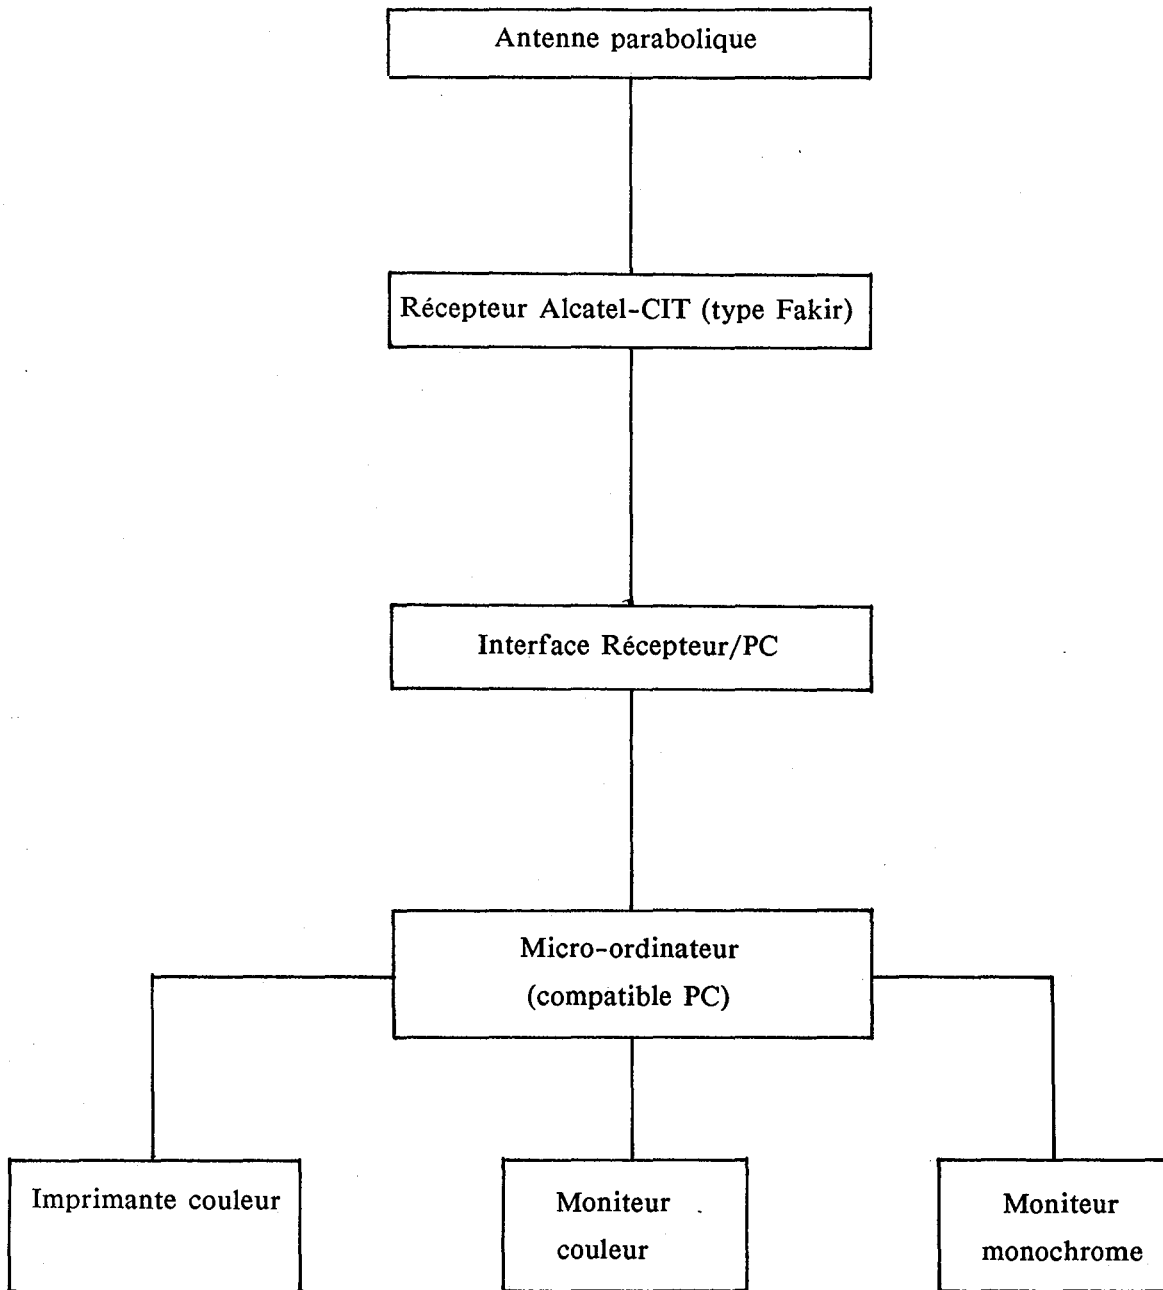 Antenne parabolique
Récepteur Alcatel-CIT (type Fakir)
Interface Récepteur/PC
Micro-ordinateur
(compatible PC)
Imprimante couleur
Moniteur
couleur
Moniteur
monochrome